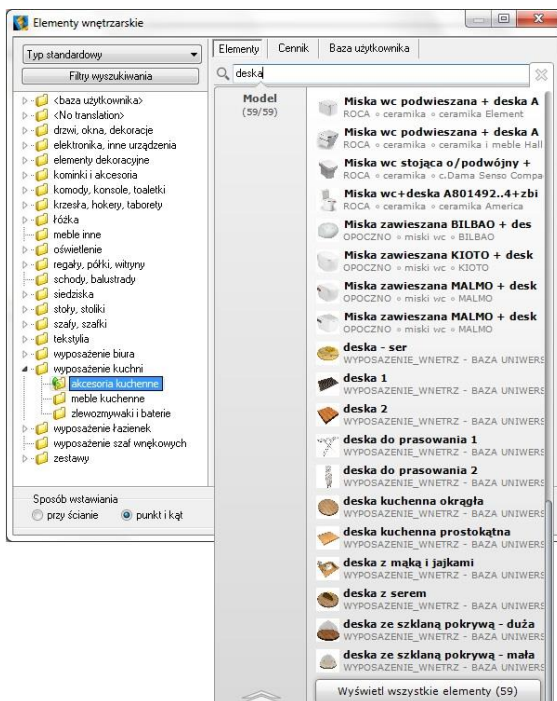 Elementy wnętrzarskie
Typ standardowy
Filtry wyszukiwania
<baza użytkownika>
<No translation>
drzwi, okna, dekoracje
elektronika, inne urządzenia
elementy dekoracyjne
kominki i akcesoria
komody, konsole, toaletki
krzesła, hokery, taborety
łóżka
meble inne
oświetlenie
regały, półki, witryny
schody, balustrady
siedziska
stoły, stoliki
szafy, szafki
tekstylia
wyposażenie biura
wyposażenie kuchni
akcesoria kuchenne
meble kuchenne
zlewozmywaki i baterie
wyposażenie łazienek
wyposażenie szaf wnękowych
zestawy
Sposób wstawiania
przy ścianie
punkt i kąt
Elementy Cennik Baza użytkownika
deska
Model
(59/59)
Miska wc podwieszana + deska A
ROCA » ceramika » ceramika Element
Miska wc podwieszana + deska A
ROCA » ceramika » ceramika i meble Hall
Miska wc stojąca o/podwójny +
ROCA » ceramika » c.Dama Senso Compa
Miska wc+deska A801492..4+zbi
ROCA » ceramika » ceramika America
Miska zawieszana BILBAO + des
OPOCZNO » miski wc » BILBAO
Miska zawieszana KIOTO + desk
OPOCZNO » miski wc » KIOTO
Miska zawieszana MALMO + desk
OPOCZNO » miski wc » MALMO
Miska zawieszana MALMO + desk
OPOCZNO » miski wc » MALMO
deska - ser
WYPOSAZENIE_WNETRZ - BAZA UNIWERS
deska 1
WYPOSAZENIE_WNETRZ - BAZA UNIWERS
deska 2
WYPOSAZENIE_WNETRZ - BAZA UNIWERS
deska do prasowania 1
WYPOSAZENIE_WNETRZ - BAZA UNIWERS
deska do prasowania 2
WYPOSAZENIE_WNETRZ - BAZA UNIWERS
deska kuchenna okrągła
WYPOSAZENIE_WNETRZ - BAZA UNIWERS
deska kuchenna prostokątna
WYPOSAZENIE_WNETRZ - BAZA UNIWERS
deska z mąką i jajkami
WYPOSAZENIE_WNETRZ - BAZA UNIWERS
deska z serem
WYPOSAZENIE_WNETRZ - BAZA UNIWERS
deska ze szklaną pokrywą - duża
WYPOSAZENIE_WNETRZ - BAZA UNIWERS
deska ze szklaną pokrywą - mała
WYPOSAZENIE_WNETRZ - BAZA UNIWERS
Wyświetl wszystkie elementy (59)